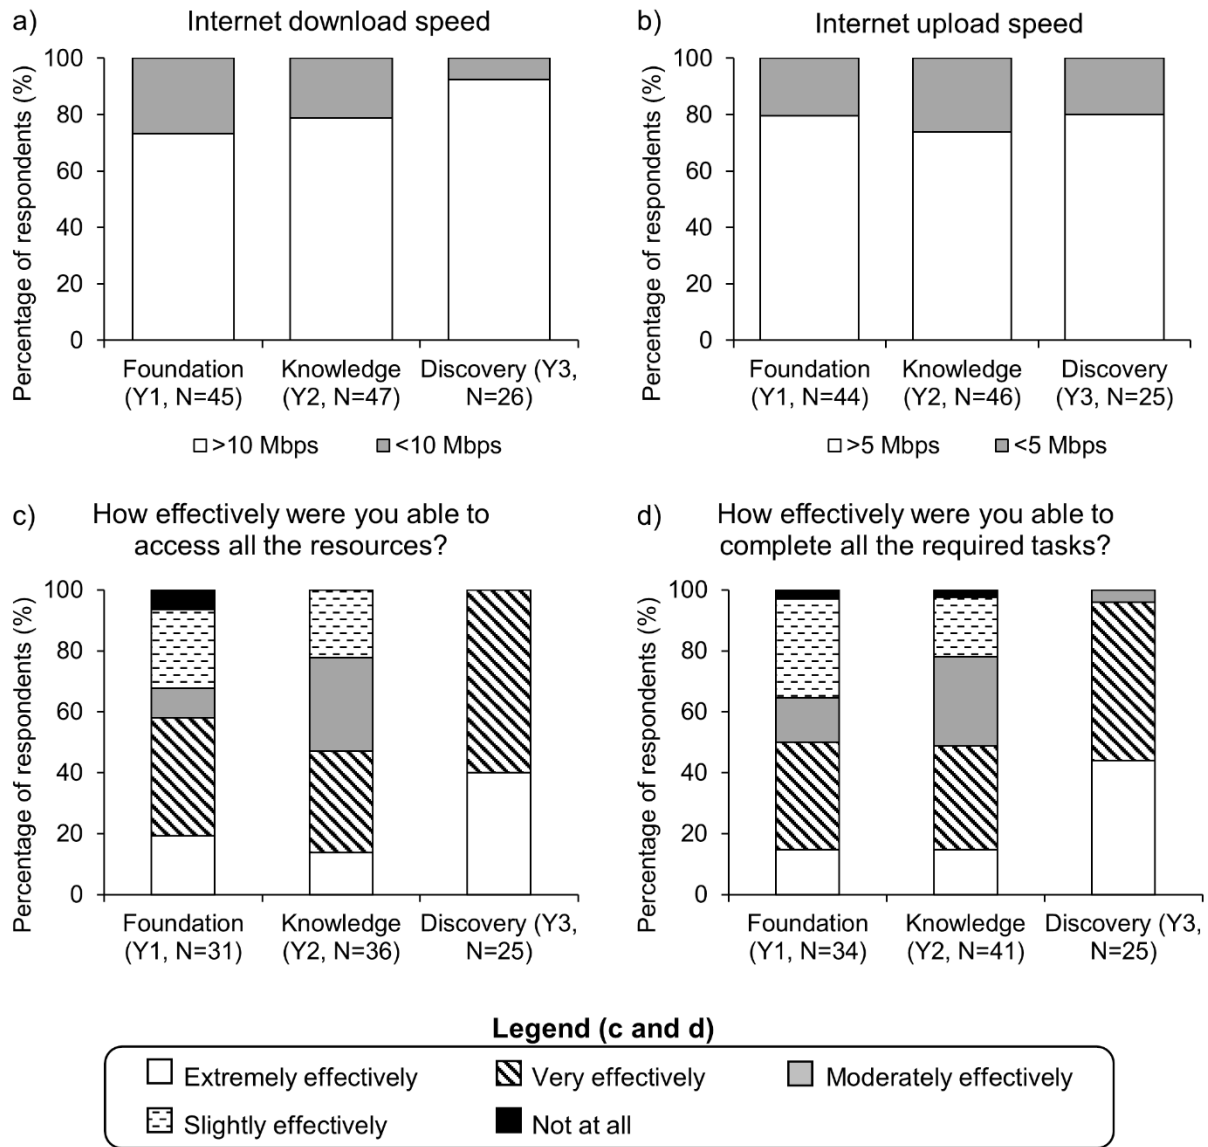 a)
Internet download speed
Percentage of respondents (%)
100
80
60
40
20
0
Foundation
(Y1, N=45)
Knowledge
(Y2, N=47)
Discovery (Y3,
N=26)
>10 Mbps
<10 Mbps
b)
Internet upload speed
Percentage of respondents (%)
100
80
60
40
20
0
Foundation
(Y1, N=44)
Knowledge
(Y2, N=46)
Discovery
(Y3, N=25)
>5 Mbps
<5 Mbps
c)
How effectively were you able to
access all the resources?
Percentage of respondents (%)
100
80
60
40
20
0
Foundation
(Y1, N=31)
Knowledge
(Y2, N=36)
Discovery (Y3,
N=25)
d)
How effectively were you able to
complete all the required tasks?
Percentage of respondents (%)
100
80
60
40
20
0
Foundation
(Y1, N=34)
Knowledge
(Y2, N=41)
Discovery (Y3,
N=25)
Legend (c and d)
Extremely effectively
Very effectively
Moderately effectively
Slightly effectively
Not at all